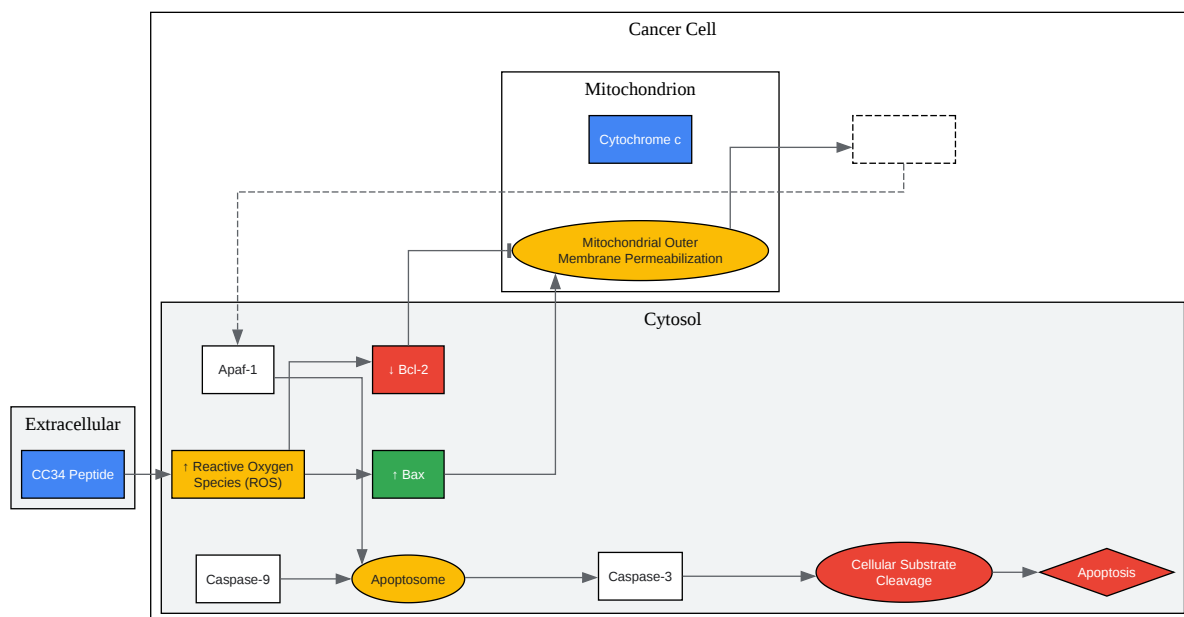 Cancer Cell
Mitochondrion
Cytochrome c
Mitochondrial Outer
Membrane Permeabilization
Cytosol
Apaf-1
↓ Bcl-2
Extracellular
CC34 Peptide
↑ Reactive Oxygen
Species (ROS)
↑ Bax
Caspase-9
Apoptosome
Caspase-3
Cellular Substrate
Cleavage
Apoptosis